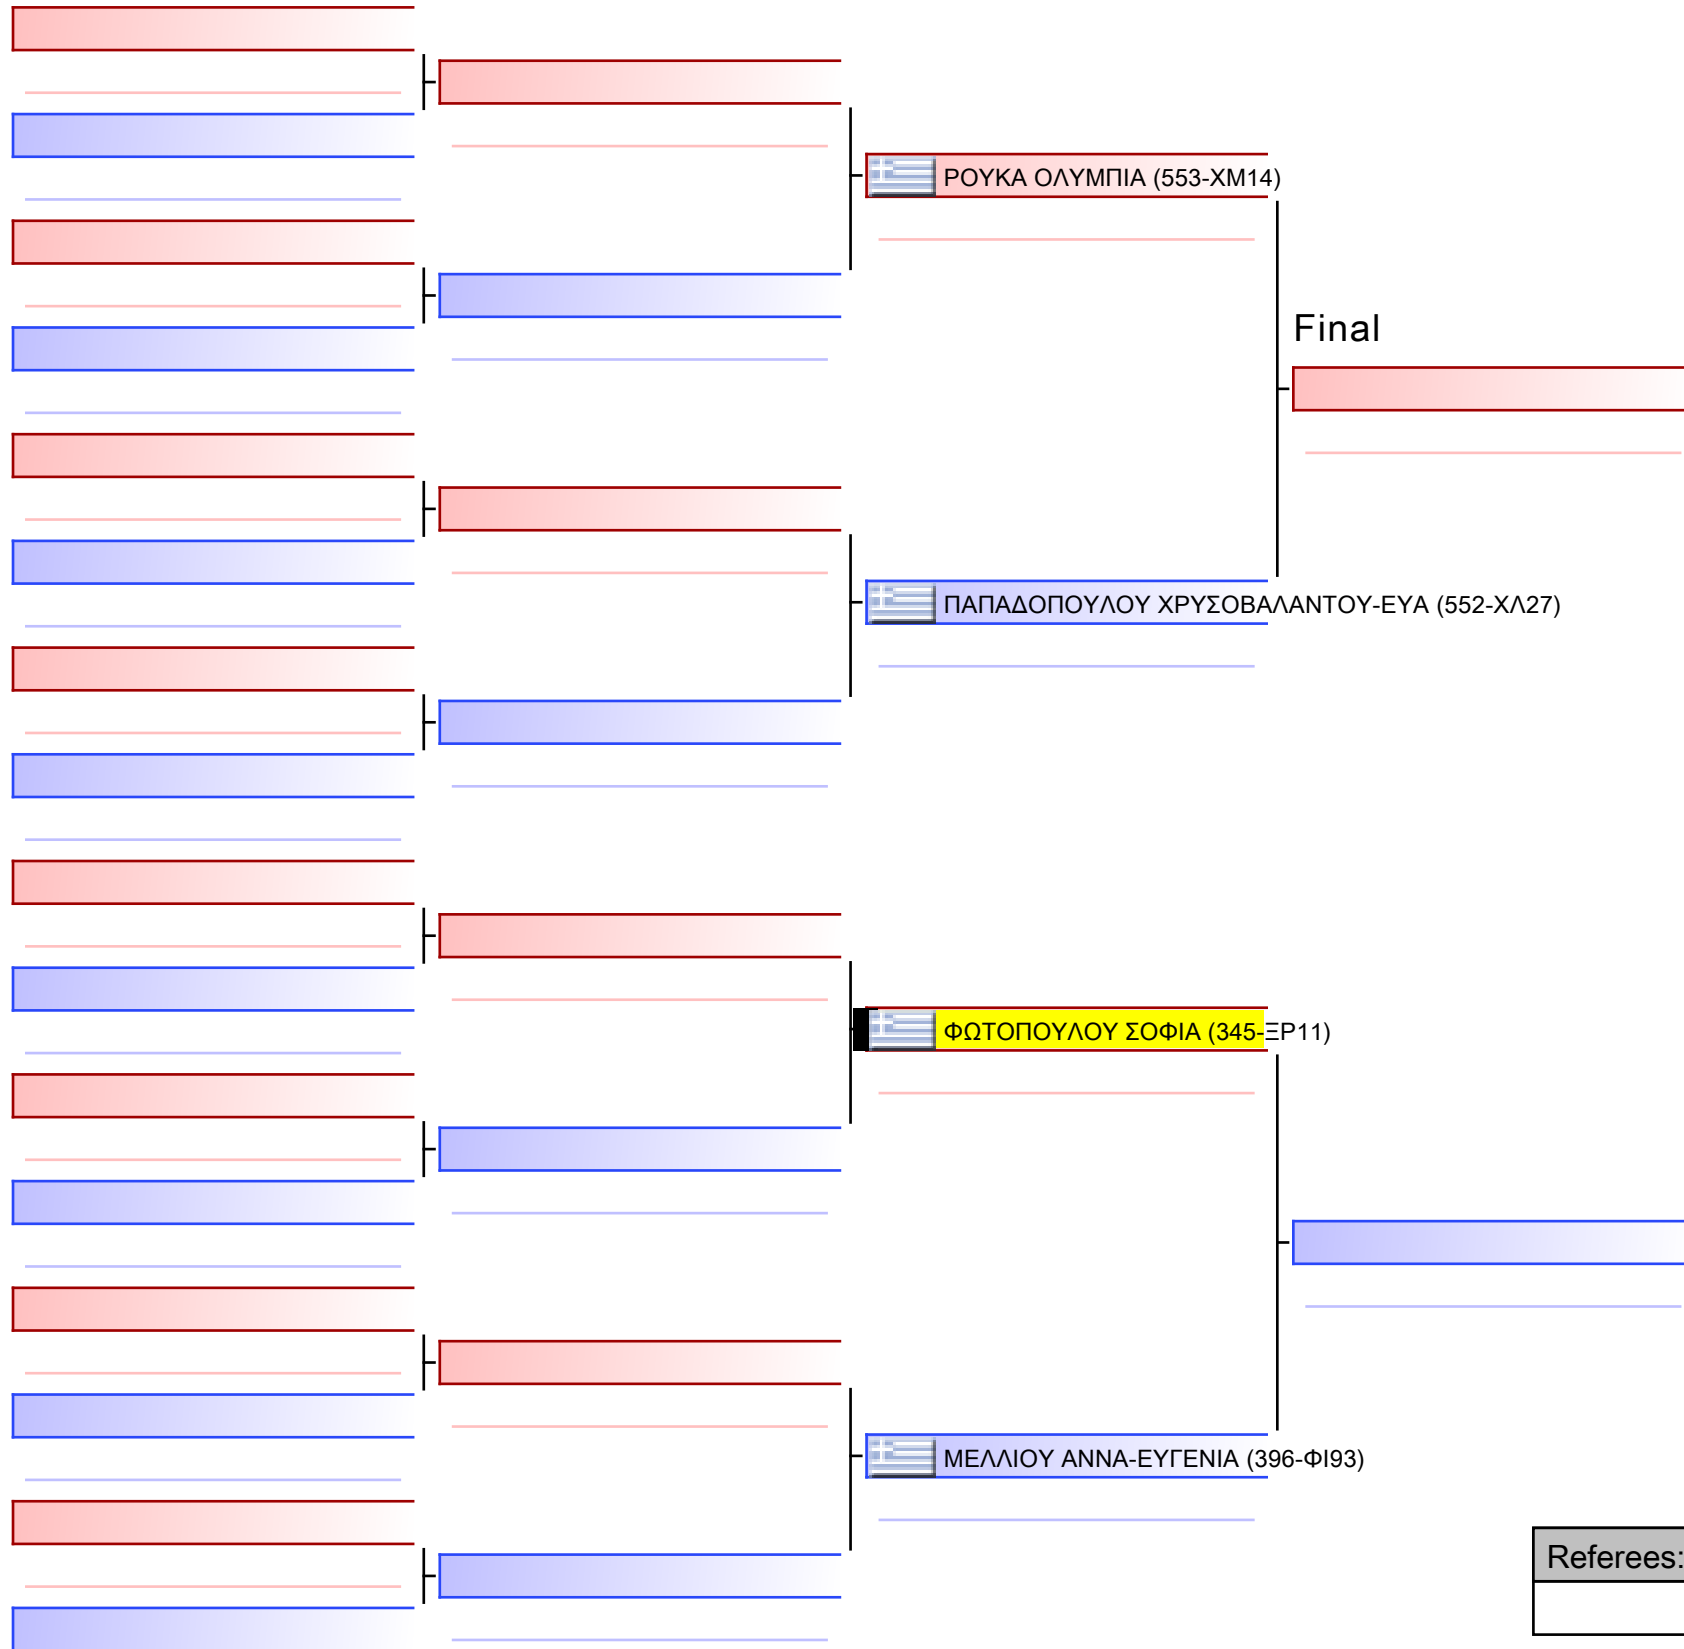 ΡΟΥΚΑ ΟΛΥΜΠΙΑ (553-ΧΜ14)
Final
ΠΑΠΑΔΟΠΟΥΛΟΥ ΧΡΥΣΟΒΑΛΑΝΤΟΥ-ΕΥΑ (552-ΧΛ27)
ΦΩΤΟΠΟΥΛΟΥ ΣΟΦΙΑ (345-ΞΡ11)
ΜΕΛΛΙΟΥ ΑΝΝΑ-ΕΥΓΕΝΙΑ (396-ΦΙ93)
Referees: